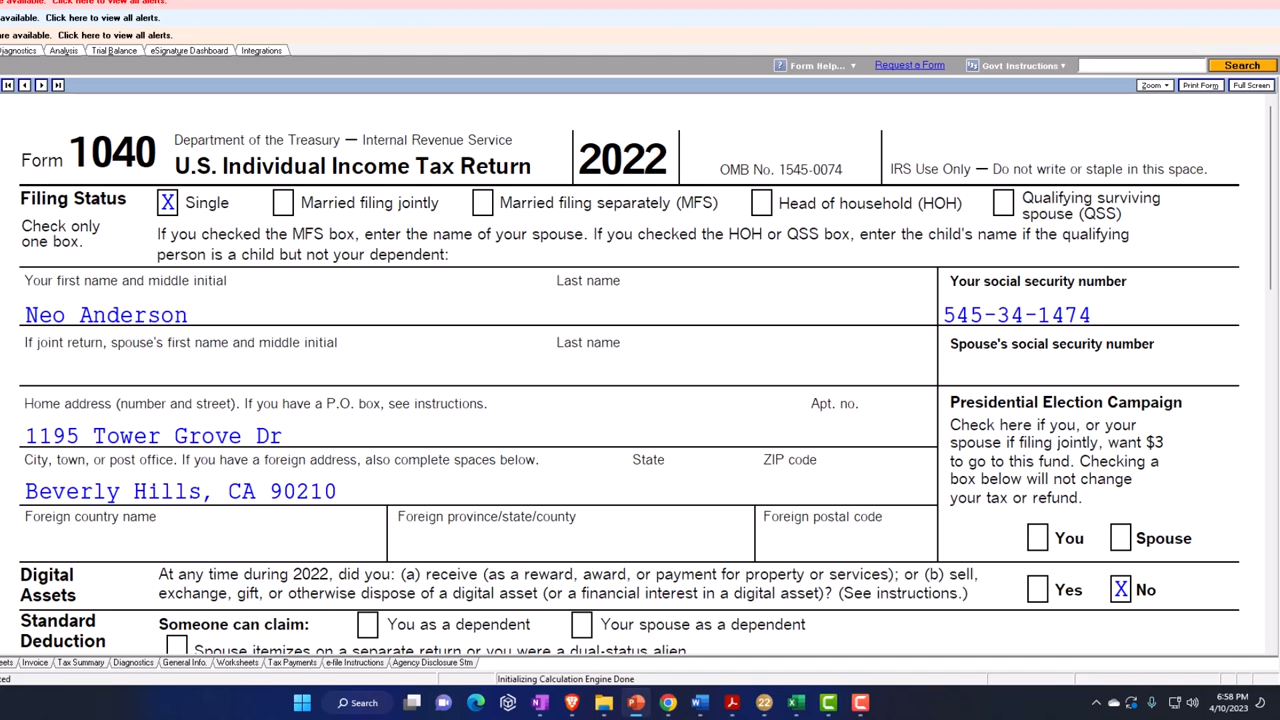 are available. Click here to view all alerts.
available. Click here to view all alerts.
are available. Click here to view all alerts.
Diagnostics Analysis Trial Balance eSignature Dashboard Integrations
? Form Help... Request a Form Govt Instructions Search
Zoom Print Form Full Screen
Form 1040 Department of the Treasury — Internal Revenue Service
U.S. Individual Income Tax Return 2022 OMB No. 1545-0074 IRS Use Only — Do not write or staple in this space.
Filing Status X Single Married filing jointly Married filing separately (MFS) Head of household (HOH) Qualifying surviving spouse (QSS)
Check only one box.
If you checked the MFS box, enter the name of your spouse. If you checked the HOH or QSS box, enter the child's name if the qualifying
person is a child but not your dependent:
Your first name and middle initial Last name Your social security number
Neo Anderson 545-34-1474
If joint return, spouse's first name and middle initial Last name Spouse's social security number
Home address (number and street). If you have a P.O. box, see instructions. Apt. no.
1195 Tower Grove Dr
City, town, or post office. If you have a foreign address, also complete spaces below. State ZIP code
Beverly Hills, CA 90210
Foreign country name Foreign province/state/county Foreign postal code
Presidential Election Campaign
Check here if you, or your
spouse if filing jointly, want $3
to go to this fund. Checking a
box below will not change
your tax or refund.
You Spouse
Digital Assets
At any time during 2022, did you: (a) receive (as a reward, award, or payment for property or services); or (b) sell,
exchange, gift, or otherwise dispose of a digital asset (or a financial interest in a digital asset)? (See instructions.)
Yes X No
Standard Deduction
Someone can claim: You as a dependent Your spouse as a dependent
Spouse itemizes on a separate return or you were a dual-status alien
Invoice Tax Summary Diagnostics General Info. Worksheets Tax Payments e-file Instructions Agency Disclosure Stm
Initializing Calculation Engine Done
Search
22
6:58 PM
4/10/2023